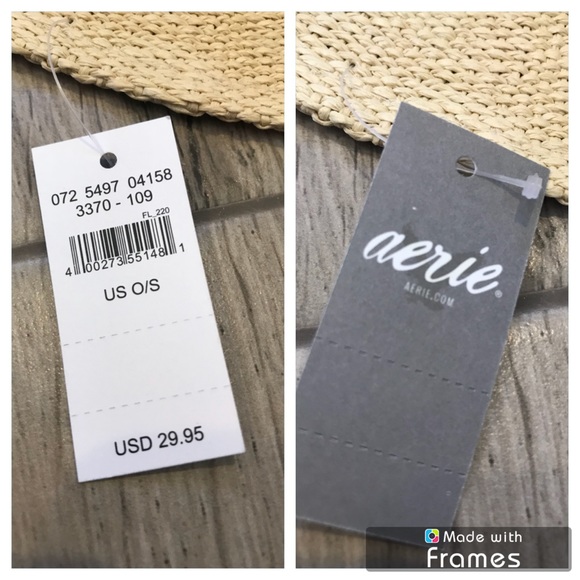 072 5497 04158
3370 - 109
FL_220
4 00273 55148 1
US O/S
USD 29.95
aerie®
AERIE.COM
Made with
Frames